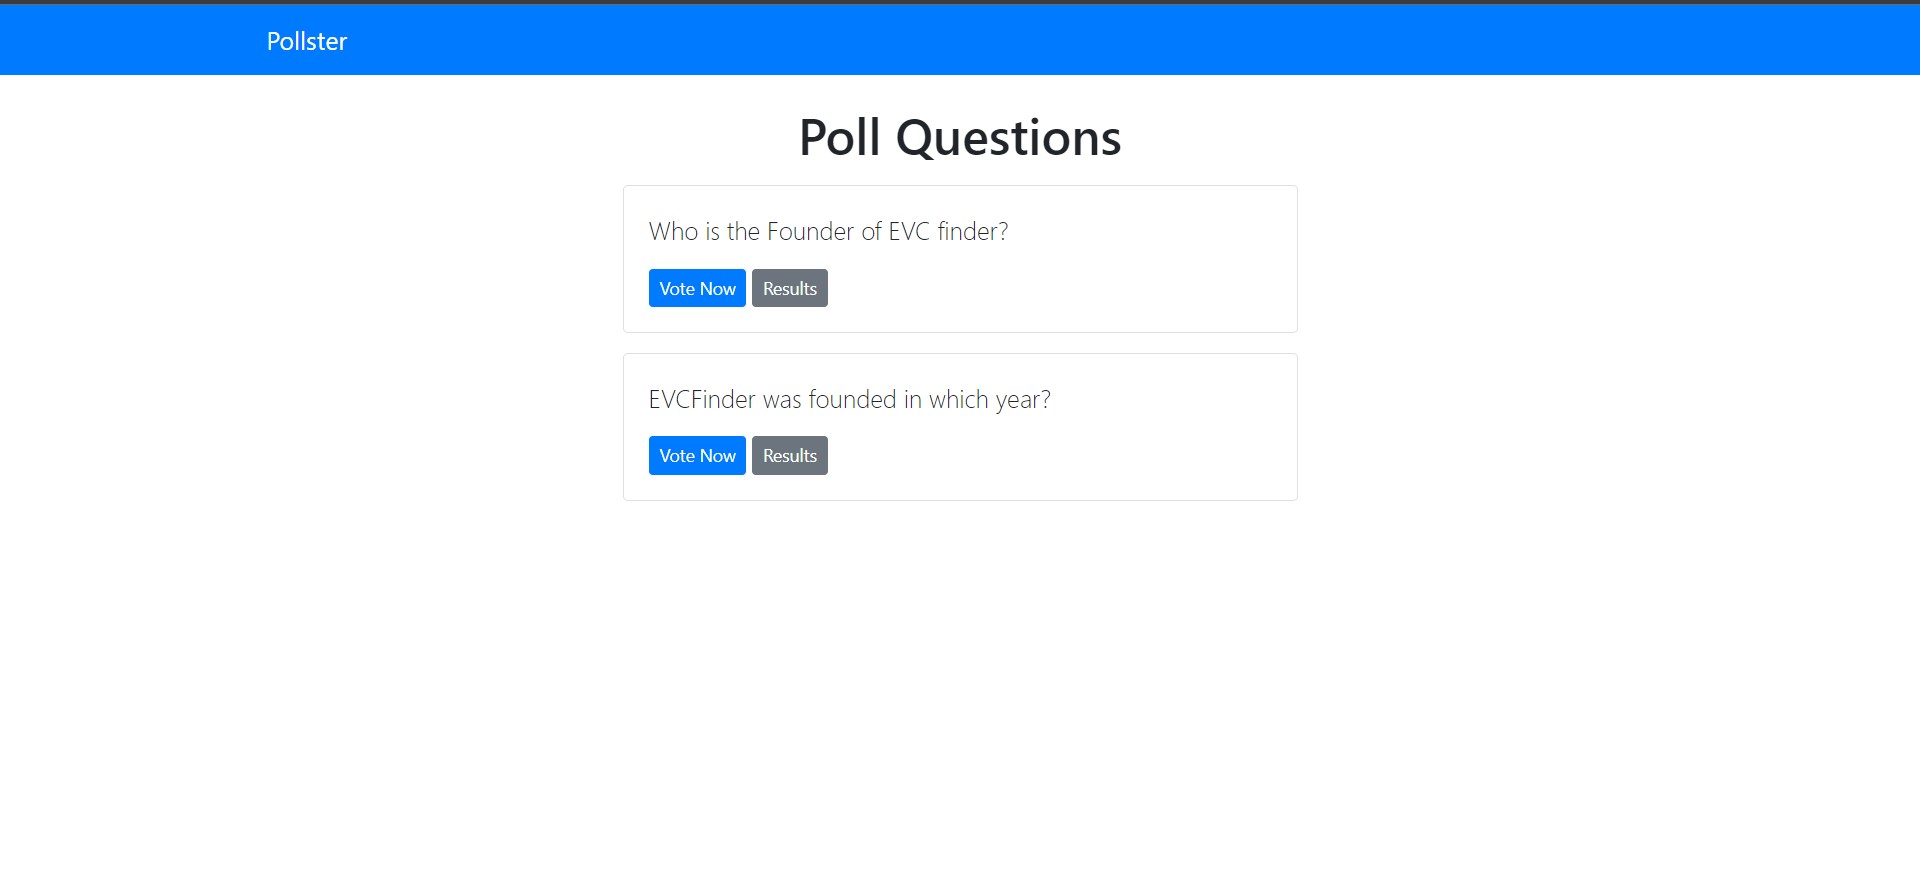 Pollster
Poll Questions
Who is the Founder of EVC finder?
Vote Now Results
EVCFinder was founded in which year?
Vote Now Results